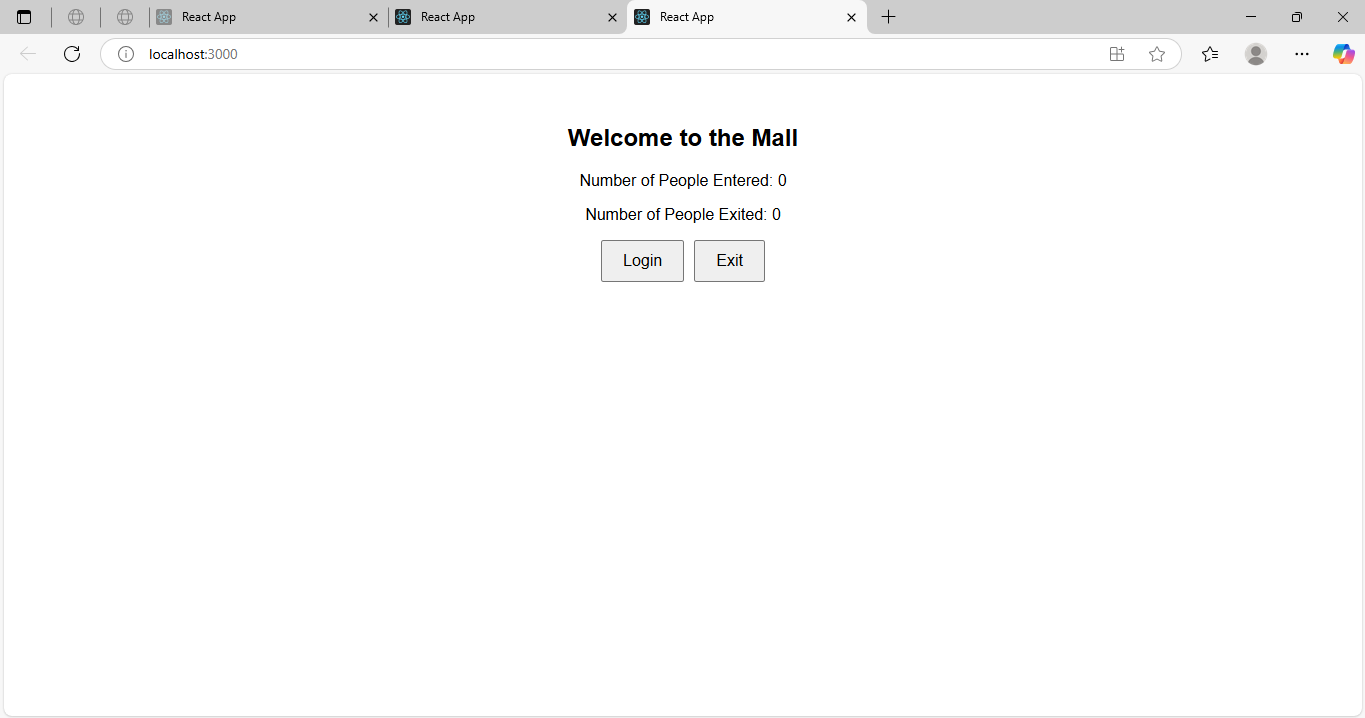 React App
React App
React App
localhost:3000
Welcome to the Mall
Number of People Entered: 0
Number of People Exited: 0
Login
Exit